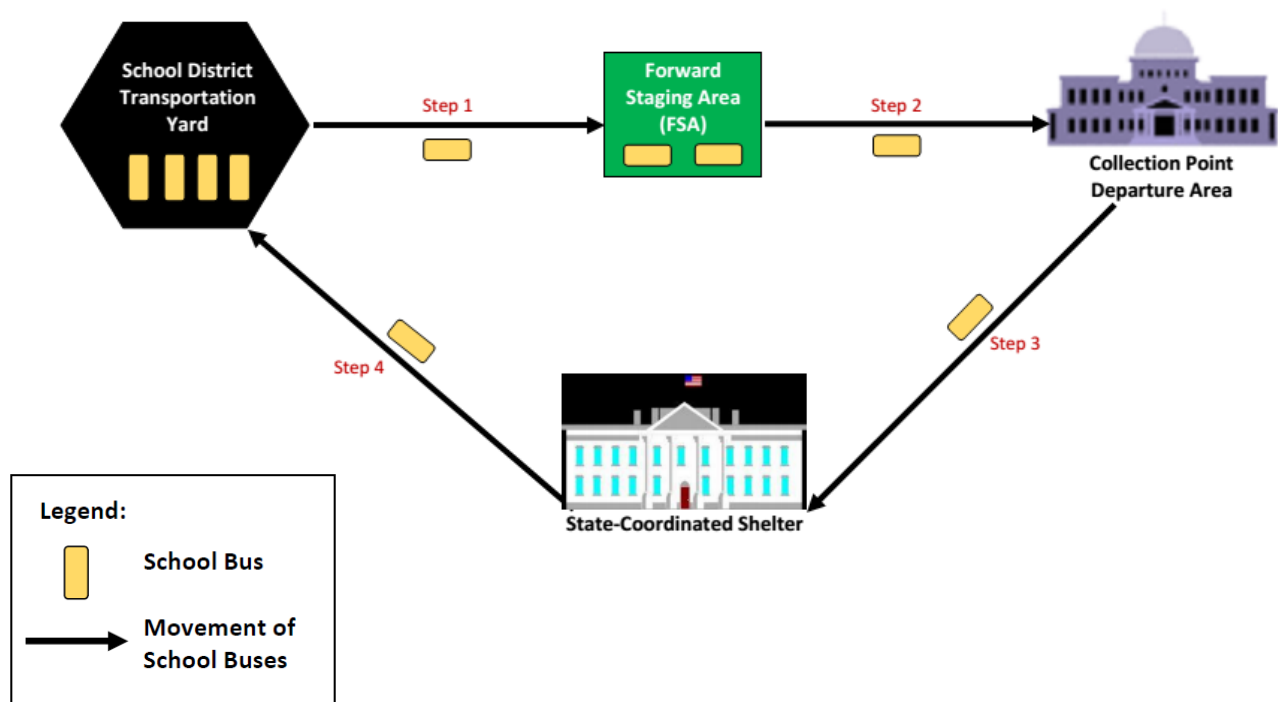 School District
Transportation
Yard
Step 1
Forward
Staging Area
(FSA)
Step 2
Collection Point
Departure Area
Step 3
Step 4
State-Coordinated Shelter
Legend:
School Bus
Movement of
School Buses